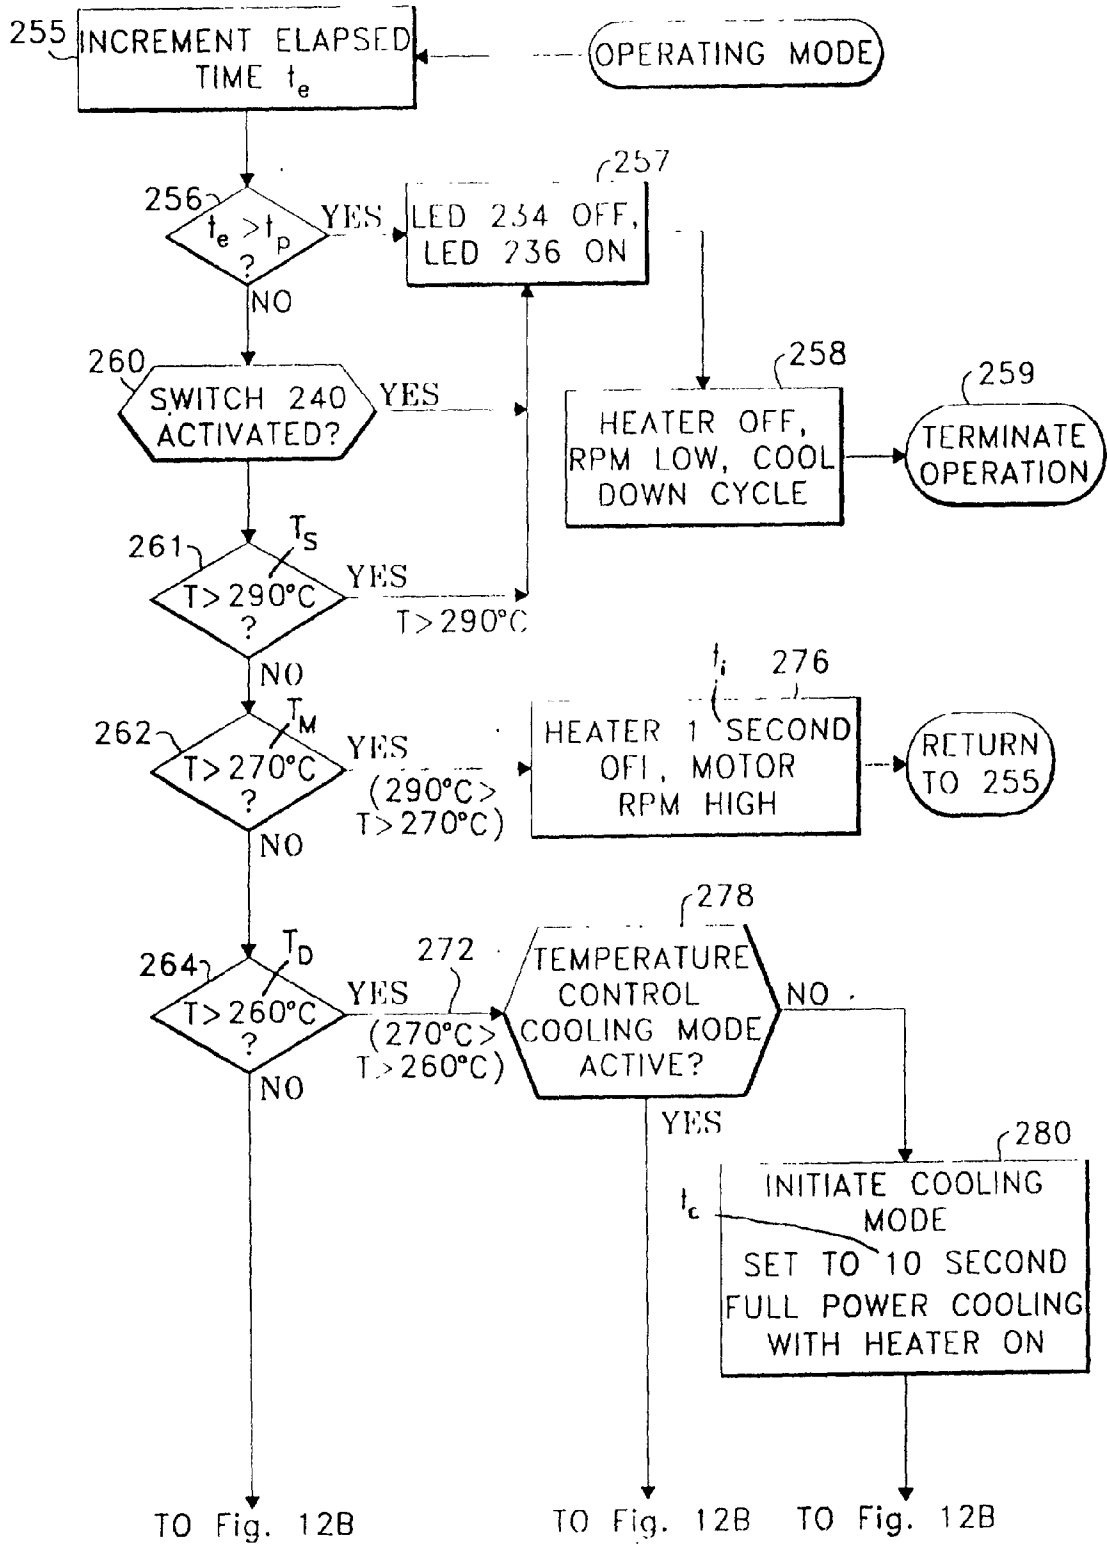 255
INCREMENT ELAPSED
TIME te
OPERATING MODE
256
te > tp
?
YES
NO
257
LED 234 OFF,
LED 236 ON
260
SWITCH 240
ACTIVATED?
YES
258
HEATER OFF,
RPM LOW, COOL
DOWN CYCLE
259
TERMINATE
OPERATION
261
TS
T > 290°C
?
YES
T > 290°C
NO
262
TM
T > 270°C
?
YES
(290°C >
T > 270°C)
NO
ti
276
HEATER 1 SECOND
OFF, MOTOR
RPM HIGH
RETURN
TO 255
264
TD
T > 260°C
?
YES
272
(270°C >
T > 260°C)
NO
278
TEMPERATURE
CONTROL
COOLING MODE
ACTIVE?
NO
YES
280
tc
INITIATE COOLING
MODE
SET TO 10 SECOND
FULL POWER COOLING
WITH HEATER ON
TO Fig. 12B
TO Fig. 12B
TO Fig. 12B